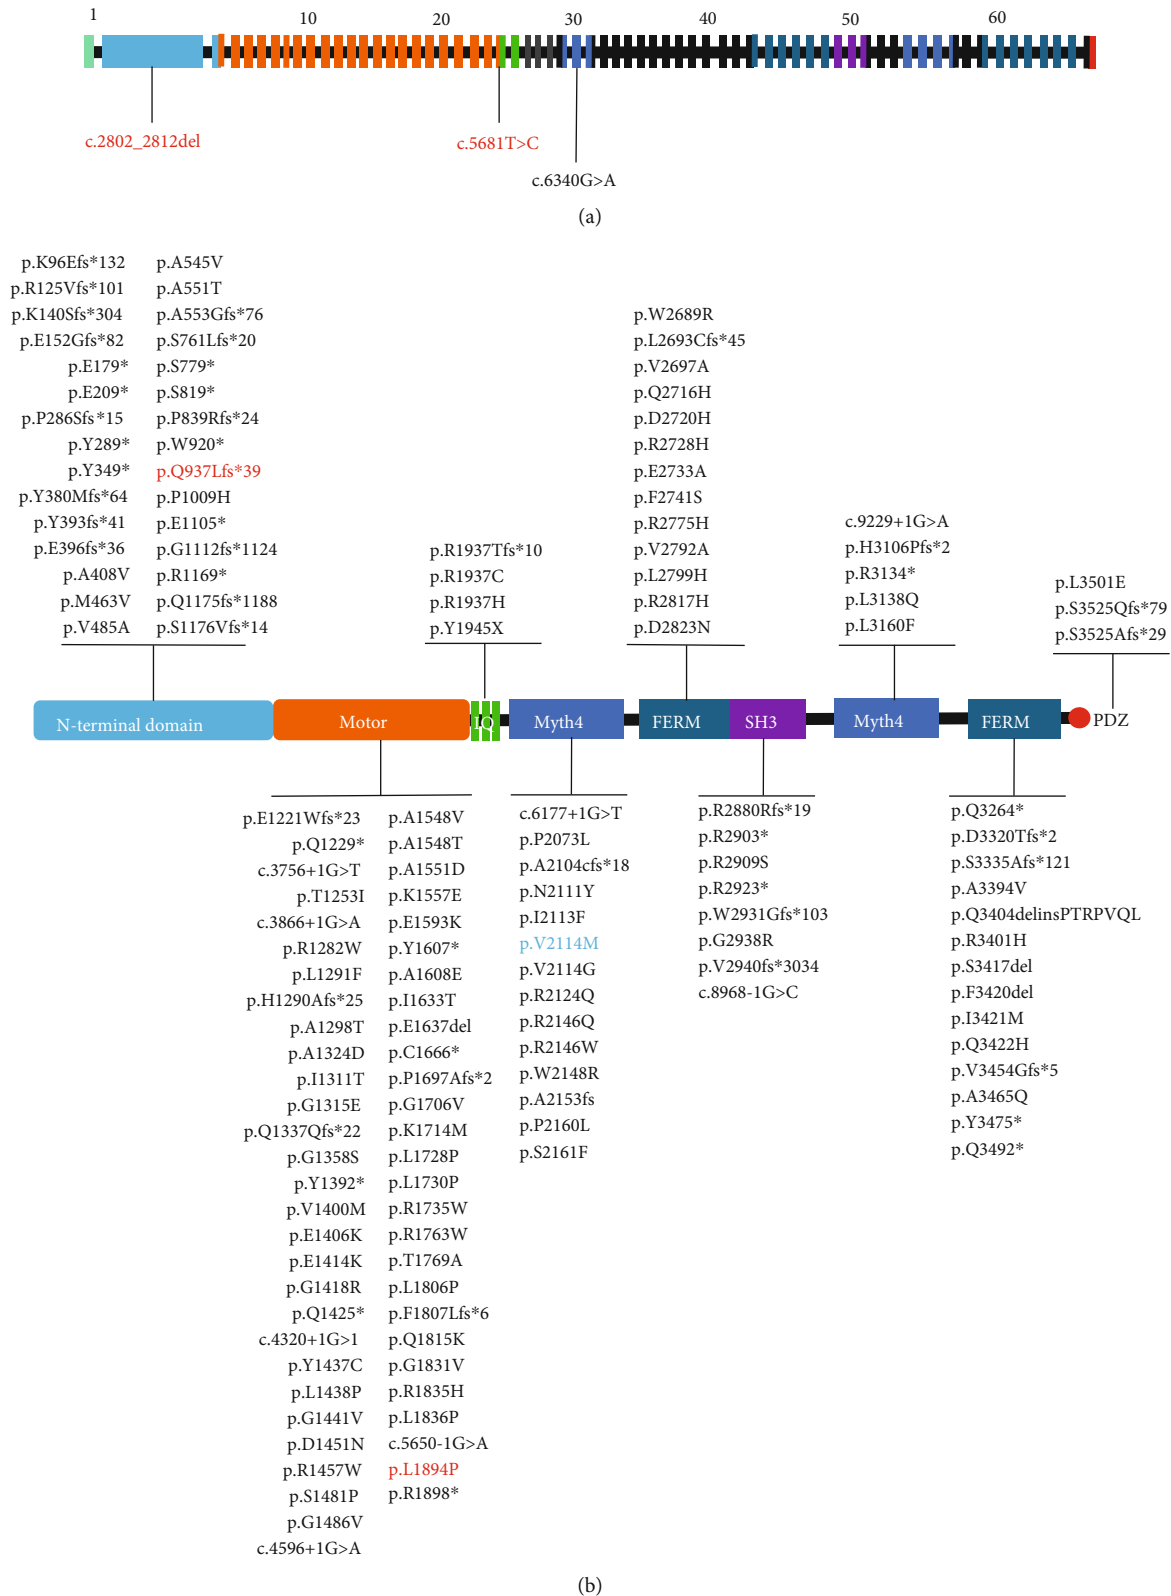 1 10 20 30 40 50 60
c.2802_2812del
c.5681T>C
c.6340G>A
(a)
p.K96Efs*132
p.R125Vfs*101
p.K140Sfs*304
p.E152Gfs*82
p.E179*
p.E209*
p.P286Sfs*15
p.Y289*
p.Y349*
p.Y380Mfs*64
p.Y393fs*41
p.E396fs*36
p.A408V
p.M463V
p.V485A
p.A545V
p.A551T
p.A553Gfs*76
p.S761Lfs*20
p.S779*
p.S819*
p.P839Rfs*24
p.W920*
p.Q937Lfs*39
p.P1009H
p.E1105*
p.G1112fs*1124
p.R1169*
p.Q1175fs*1188
p.S1176Vfs*14
p.R1937Tfs*10
p.R1937C
p.R1937H
p.Y1945X
p.W2689R
p.L2693Cfs*45
p.V2697A
p.Q2716H
p.D2720H
p.R2728H
p.E2733A
p.F2741S
p.R2775H
p.V2792A
p.L2799H
p.R2817H
p.D2823N
c.9229+1G>A
p.H3106Pfs*2
p.R3134*
p.L3138Q
p.L3160F
p.L3501E
p.S3525Qfs*79
p.S3525Afs*29
N-terminal domain Motor IQ Myth4 FERM SH3 Myth4 FERM PDZ
p.E1221Wfs*23
p.Q1229*
c.3756+1G>T
p.T1253I
c.3866+1G>A
p.R1282W
p.L1291F
p.H1290Afs*25
p.A1298T
p.A1324D
p.I1311T
p.G1315E
p.Q1337Qfs*22
p.G1358S
p.Y1392*
p.V1400M
p.E1406K
p.E1414K
p.G1418R
p.Q1425*
c.4320+1G>1
p.Y1437C
p.L1438P
p.G1441V
p.D1451N
p.R1457W
p.S1481P
p.G1486V
c.4596+1G>A
p.A1548V
p.A1548T
p.A1551D
p.K1557E
p.E1593K
p.Y1607*
p.A1608E
p.I1633T
p.E1637del
p.C1666*
p.P1697Afs*2
p.G1706V
p.K1714M
p.L1728P
p.L1730P
p.R1735W
p.R1763W
p.T1769A
p.L1806P
p.F1807Lfs*6
p.Q1815K
p.G1831V
p.R1835H
p.L1836P
c.5650-1G>A
p.L1894P
p.R1898*
c.6177+1G>T
p.P2073L
p.A2104cfs*18
p.N2111Y
p.I2113F
p.V2114M
p.V2114G
p.R2124Q
p.R2146Q
p.R2146W
p.W2148R
p.A2153fs
p.P2160L
p.S2161F
p.R2880Rfs*19
p.R2903*
p.R2909S
p.R2923*
p.W2931Gfs*103
p.G2938R
p.V2940fs*3034
c.8968-1G>C
p.Q3264*
p.D3320Tfs*2
p.S3335Afs*121
p.A3394V
p.Q3404delinsPTRPVQL
p.R3401H
p.S3417del
p.F3420del
p.I3421M
p.Q3422H
p.V3454Gfs*5
p.A3465Q
p.Y3475*
p.Q3492*
(b)